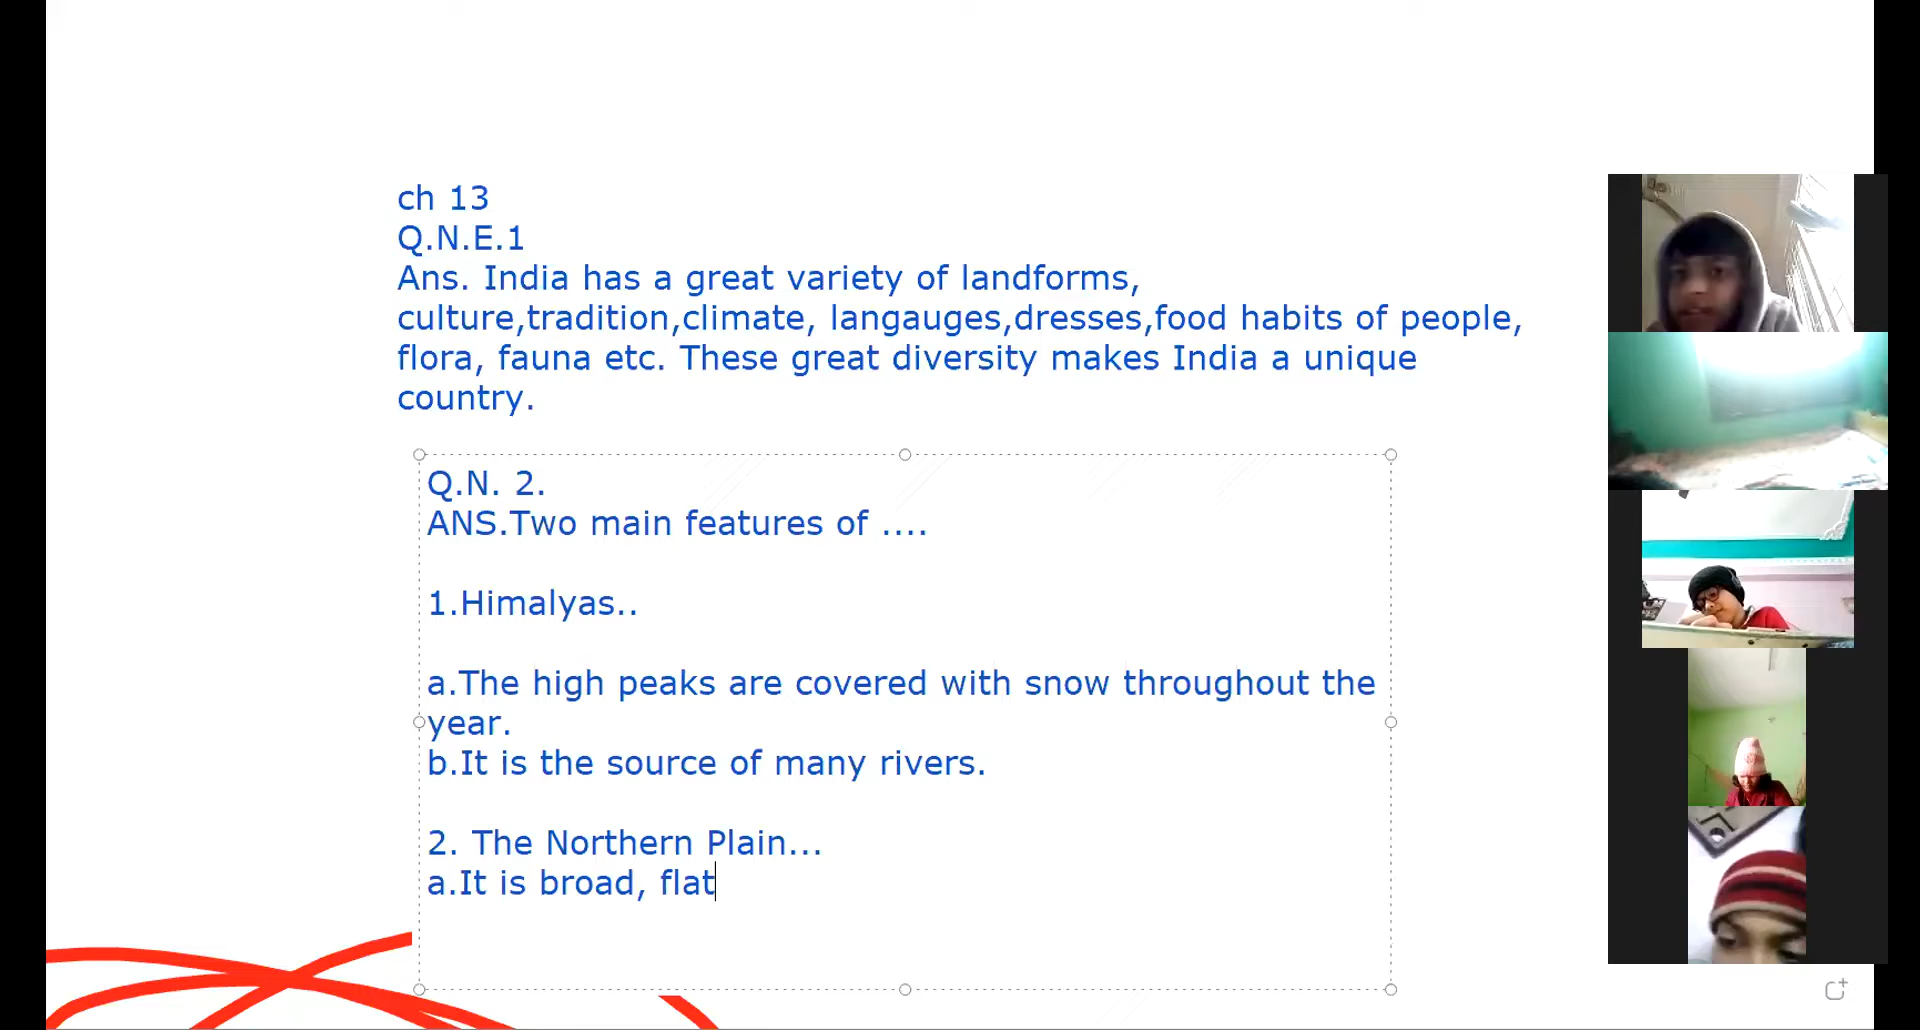 ch 13
Q.N.E.1
Ans. India has a great variety of landforms,
culture,tradition,climate, langauges,dresses,food habits of people,
flora, fauna etc. These great diversity makes India a unique
country.
Q.N. 2.
ANS.Two main features of ....
1.Himalyas..
a.The high peaks are covered with snow throughout the
year.
b.It is the source of many rivers.
2. The Northern Plain...
a.It is broad, flat